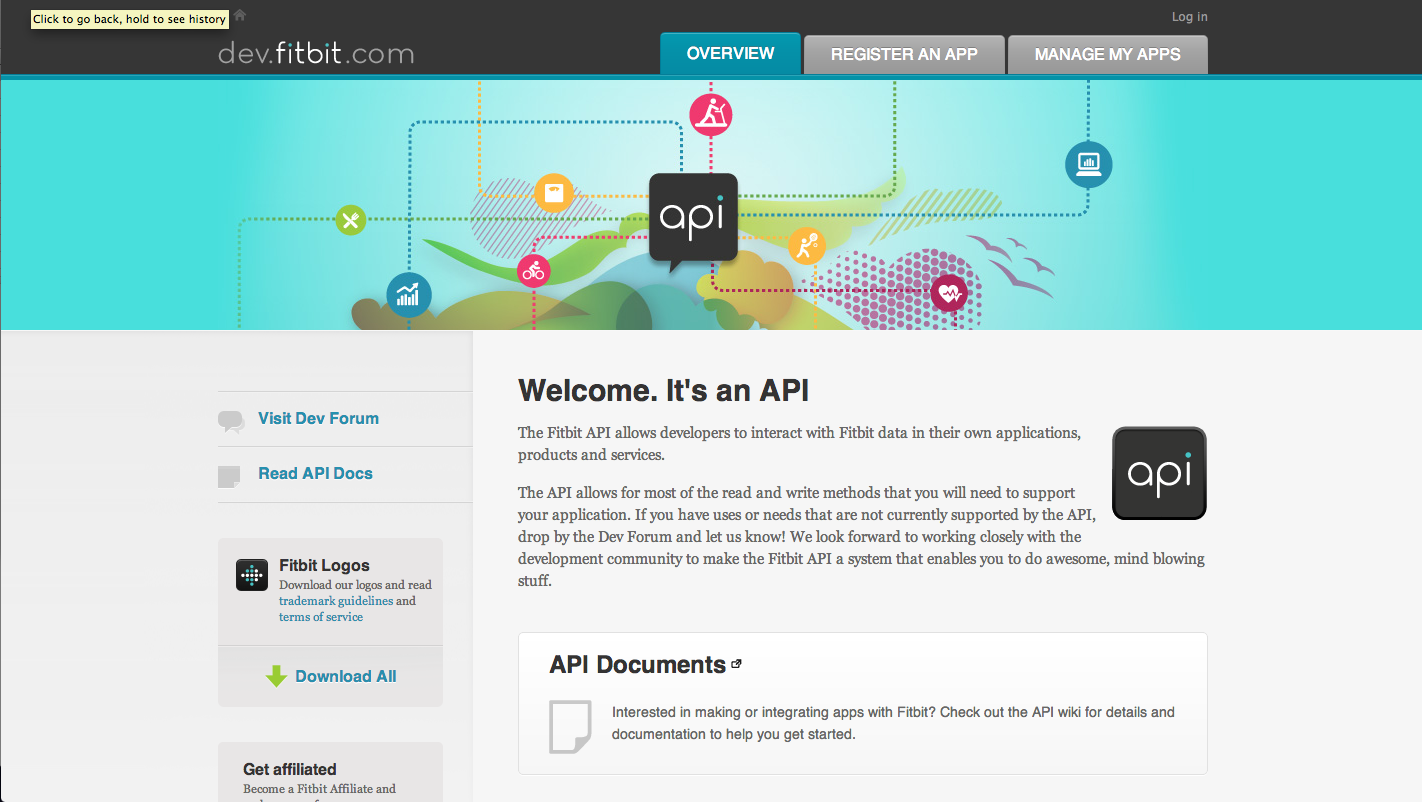 Click to go back, hold to see history
Log in
dev.fitbit.com
OVERVIEW
REGISTER AN APP
MANAGE MY APPS
api
Welcome. It's an API
The Fitbit API allows developers to interact with Fitbit data in their own applications,
products and services.
api
The API allows for most of the read and write methods that you will need to support
your application. If you have uses or needs that are not currently supported by the API,
drop by the Dev Forum and let us know! We look forward to working closely with the
development community to make the Fitbit API a system that enables you to do awesome, mind blowing
stuff.
Visit Dev Forum
Read API Docs
Fitbit Logos
Download our logos and read
trademark guidelines and
terms of service
Download All
Get affiliated
Become a Fitbit Affiliate and
API Documents
Interested in making or integrating apps with Fitbit? Check out the API wiki for details and
documentation to help you get started.